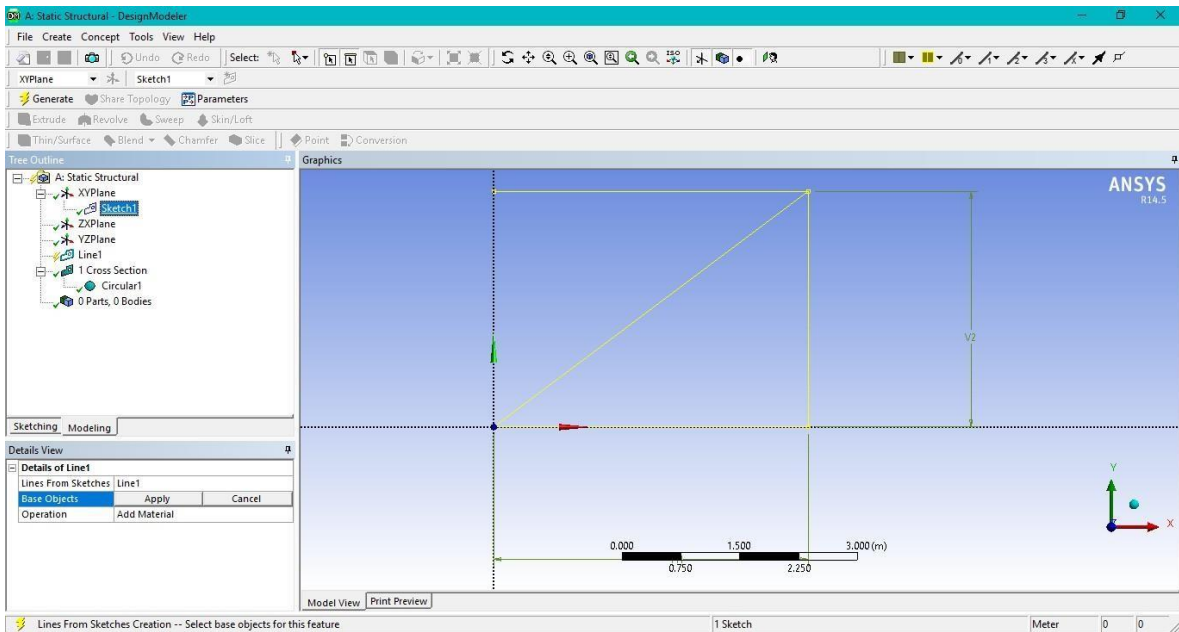 A: Static Structural - DesignModeler
File Create Concept Tools View Help
Undo Redo Select:
XYPlane Sketch1
Generate Share Topology Parameters
Extrude Revolve Sweep Skin/Loft
Thin/Surface Blend Chamfer Slice Point Conversion
Tree Outline
A: Static Structural
XYPlane
Sketch1
ZXPlane
YZPlane
Line1
1 Cross Section
Circular1
0 Parts, 0 Bodies
Sketching Modeling
Details View
Details of Line1
Lines From Sketches Line1
Base Objects Apply Cancel
Operation Add Material
Graphics
ANSYS
R14.5
V2
Y
X
0.000 1.500 3.000 (m)
0.750 2.250
Model View Print Preview
Lines From Sketches Creation -- Select base objects for this feature 1 Sketch Meter 0 0